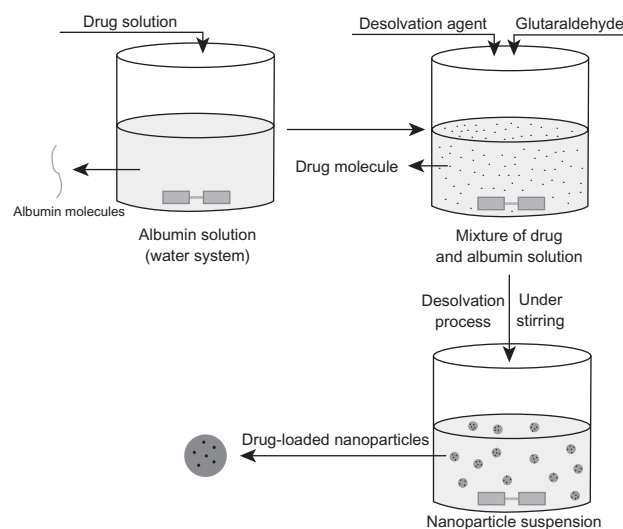 Drug solution
Desolvation agent
Glutaraldehyde
Drug molecule
Albumin molecules
Albumin solution
(water system)
Mixture of drug
and albumin solution
Desolvation
process
Under
stirring
Drug-loaded nanoparticles
Nanoparticle suspension